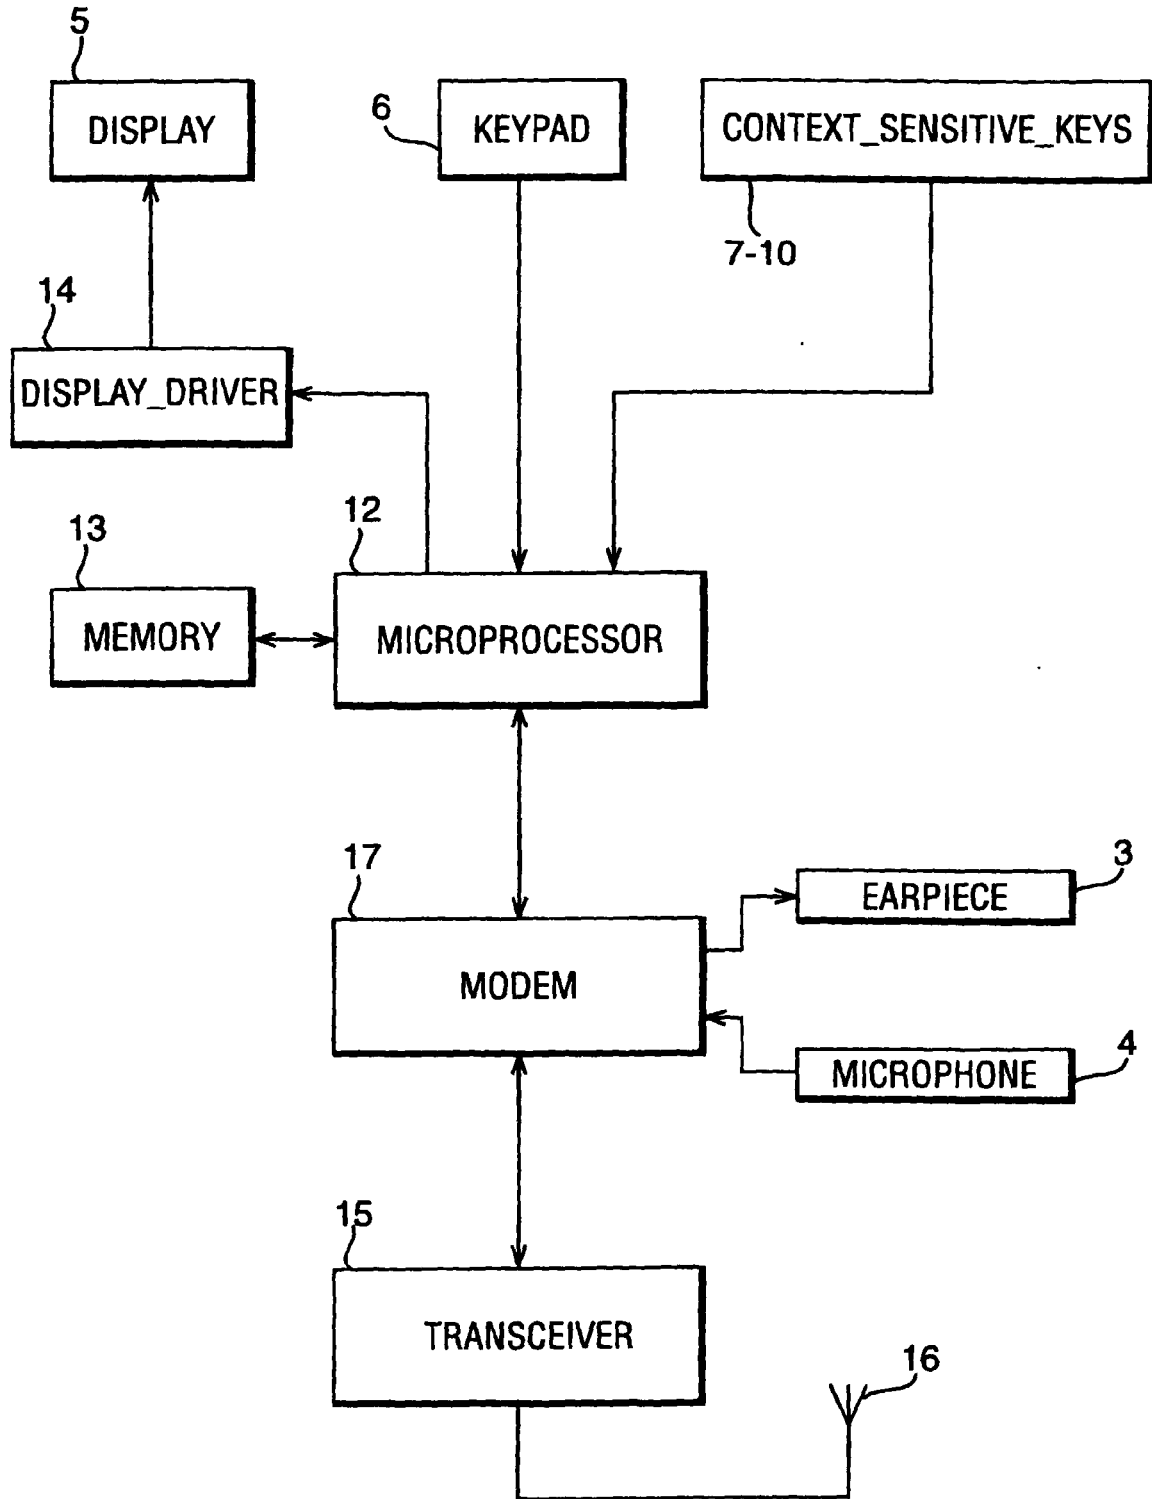 5
DISPLAY
6
KEYPAD
CONTEXT_SENSITIVE_KEYS
7-10
14
DISPLAY_DRIVER
12
13
MEMORY
MICROPROCESSOR
17
MODEM
3
EARPIECE
4
MICROPHONE
15
TRANSCEIVER
16